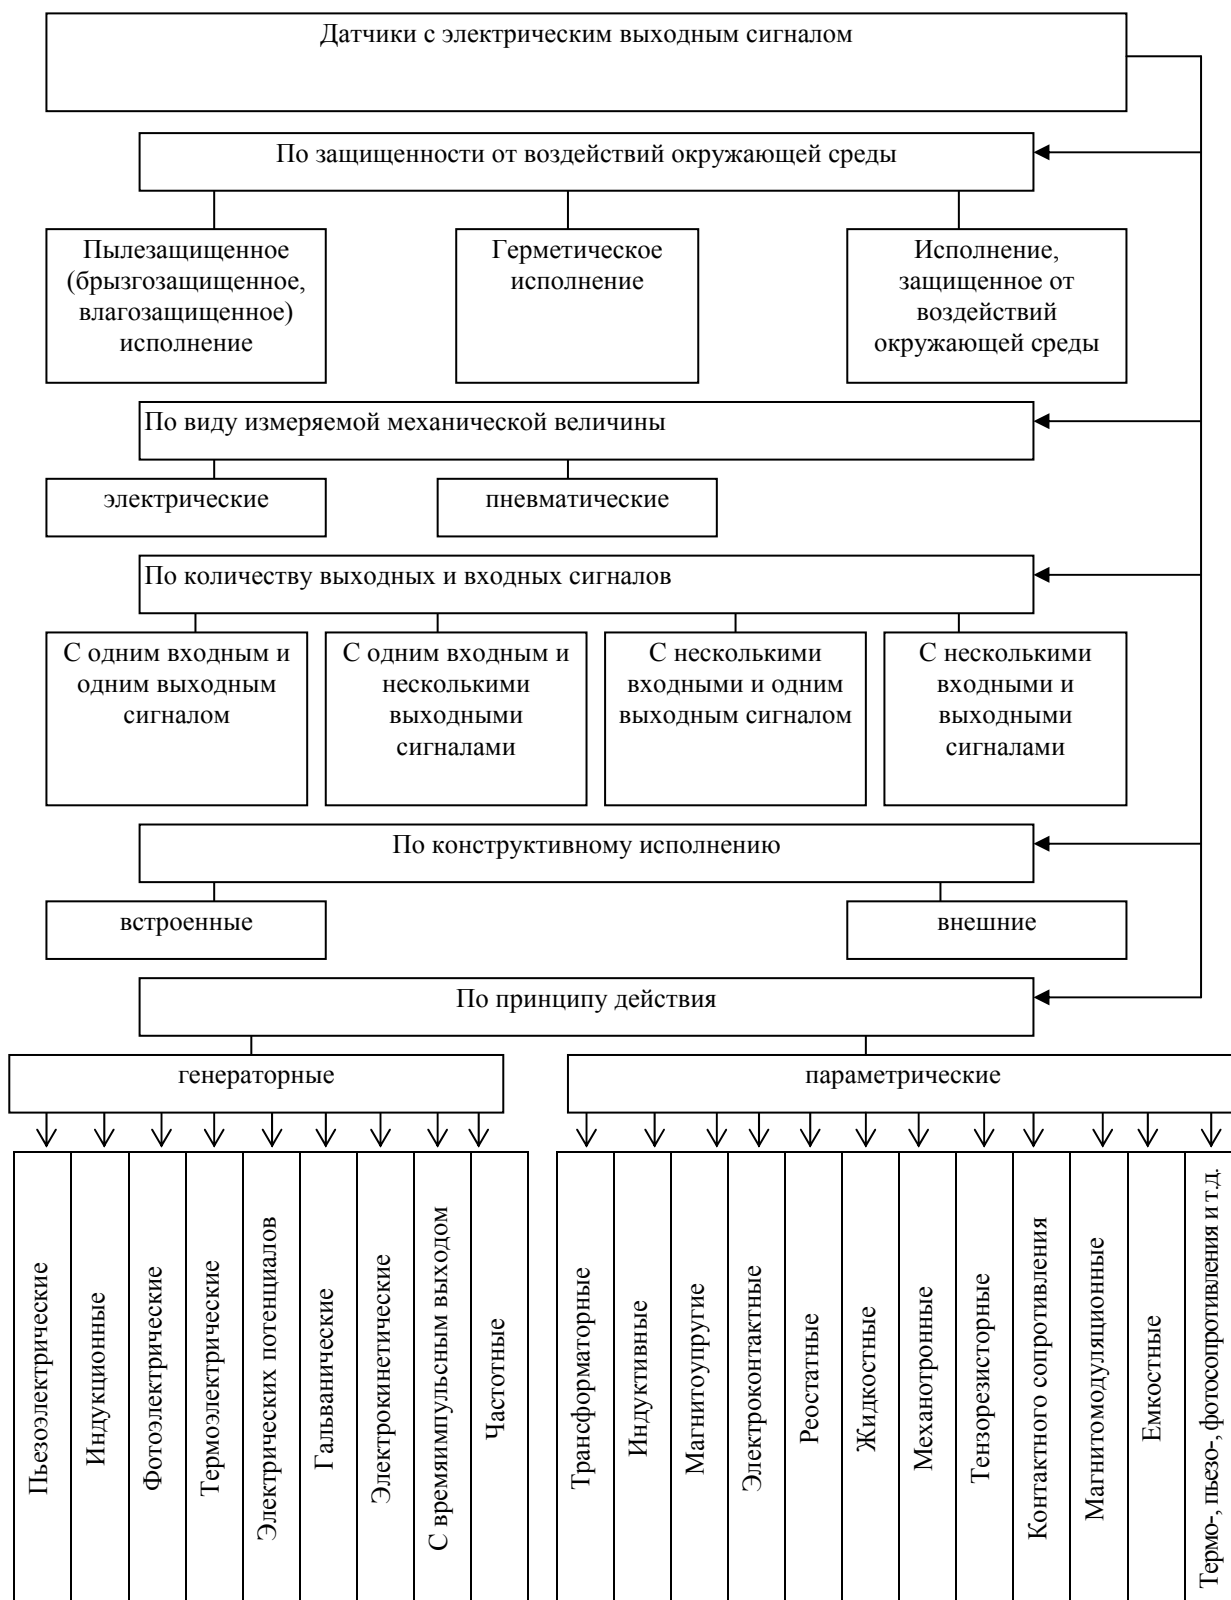 Датчики с электрическим выходным сигналом
По защищенности от воздействий окружающей среды
Пылезащищенное
(брызгозащищенное,
влагозащищенное)
исполнение
Герметическое
исполнение
Исполнение,
защищенное от
воздействий
окружающей среды
По виду измеряемой механической величины
электрические
пневматические
По количеству выходных и входных сигналов
С одним входным и
одним выходным
сигналом
С одним входным и
несколькими
выходными
сигналами
С несколькими
входными и одним
выходным сигналом
С несколькими
входными и
выходными
сигналами
По конструктивному исполнению
встроенные
внешние
По принципу действия
генераторные
параметрические
Пьезоэлектрические
Индукционные
Фотоэлектрические
Термоэлектрические
Электрических потенциалов
Гальванические
Электрокинетические
С времяимпульсным выходом
Частотные
Трансформаторные
Индуктивные
Магнитоупругие
Электроконтактные
Реостатные
Жидкостные
Механотронные
Тензорезисторные
Контактного сопротивления
Магнитомодуляционные
Емкостные
Термо-, пьезо-, фотосопротивления и т.д.